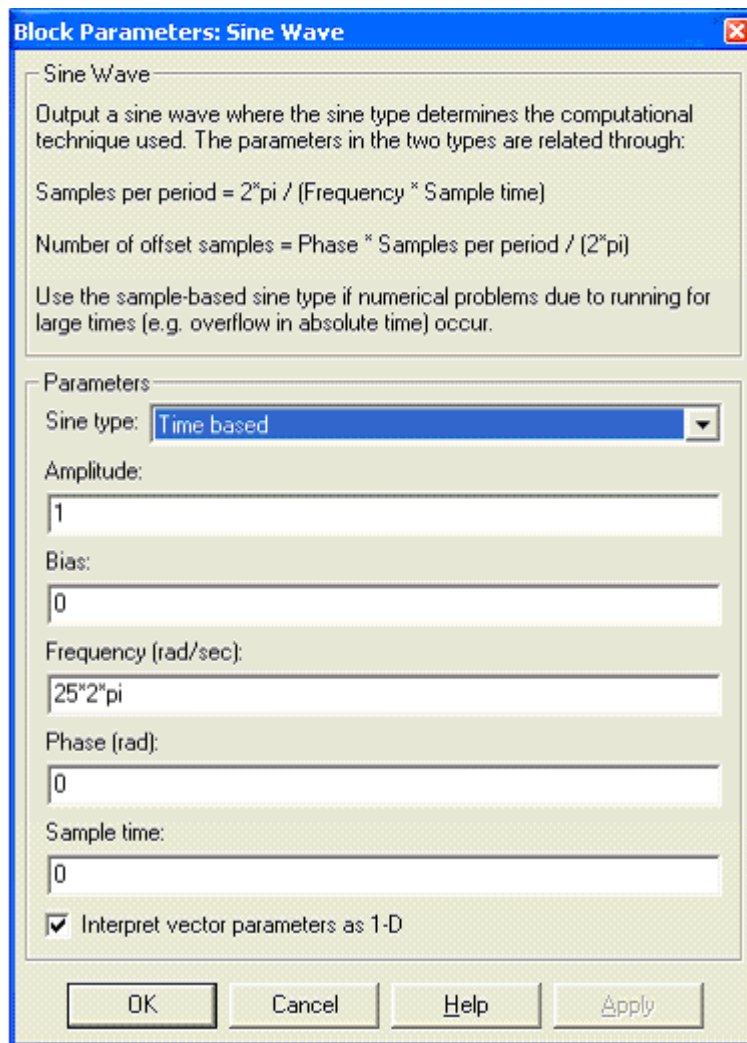 Block Parameters: Sine Wave
Sine Wave
Output a sine wave where the sine type determines the computational
technique used. The parameters in the two types are related through:
Samples per period = 2*pi / (Frequency * Sample time)
Number of offset samples = Phase * Samples per period / (2*pi)
Use the sample-based sine type if numerical problems due to running for
large times (e.g. overflow in absolute time) occur.
Parameters
Sine type: Time based
Amplitude:
1
Bias:
0
Frequency (rad/sec):
25*2*pi
Phase (rad):
0
Sample time:
0
Interpret vector parameters as 1-D
OK Cancel Help Apply